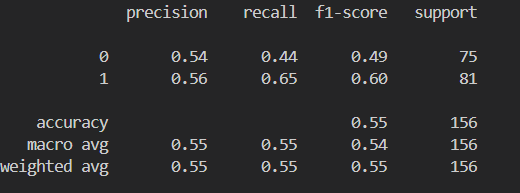 precision recall f1-score support
0 0.54 0.44 0.49 75
1 0.56 0.65 0.60 81
accuracy 0.55 156
macro avg 0.55 0.55 0.54 156
weighted avg 0.55 0.55 0.55 156